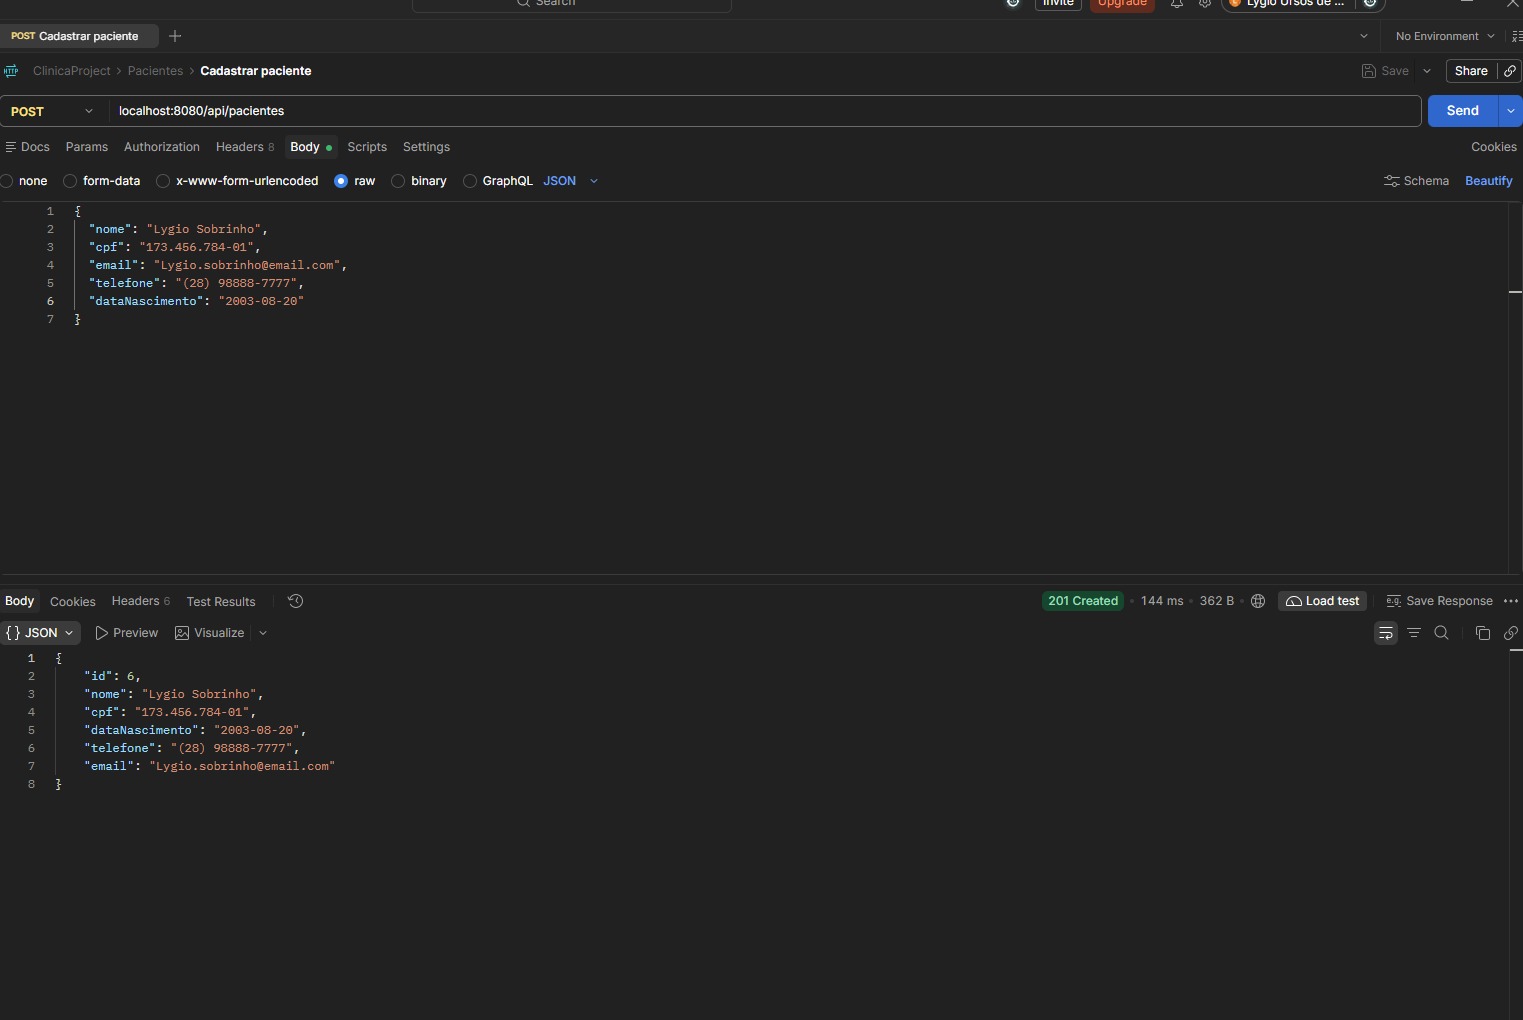 Search
Invite
Upgrade
Lygio Ursos de ...
POST Cadastrar paciente
No Environment
HTTP ClinicaProject > Pacientes > Cadastrar paciente
Save
Share
POST
localhost:8080/api/pacientes
Send
Docs Params Authorization Headers 8 Body Scripts Settings
Cookies
none form-data x-www-form-urlencoded raw binary GraphQL JSON
Schema Beautify
1 {
2 "nome": "Lygio Sobrinho",
3 "cpf": "173.456.784-01",
4 "email": "Lygio.sobrinho@email.com",
5 "telefone": "(28) 98888-7777",
6 "dataNascimento": "2003-08-20"
7 }
Body Cookies Headers 6 Test Results
201 Created • 144 ms • 362 B
Load test
e.g. Save Response
{} JSON Preview Visualize
1 {
2 "id": 6,
3 "nome": "Lygio Sobrinho",
4 "cpf": "173.456.784-01",
5 "dataNascimento": "2003-08-20",
6 "telefone": "(28) 98888-7777",
7 "email": "Lygio.sobrinho@email.com"
8 }